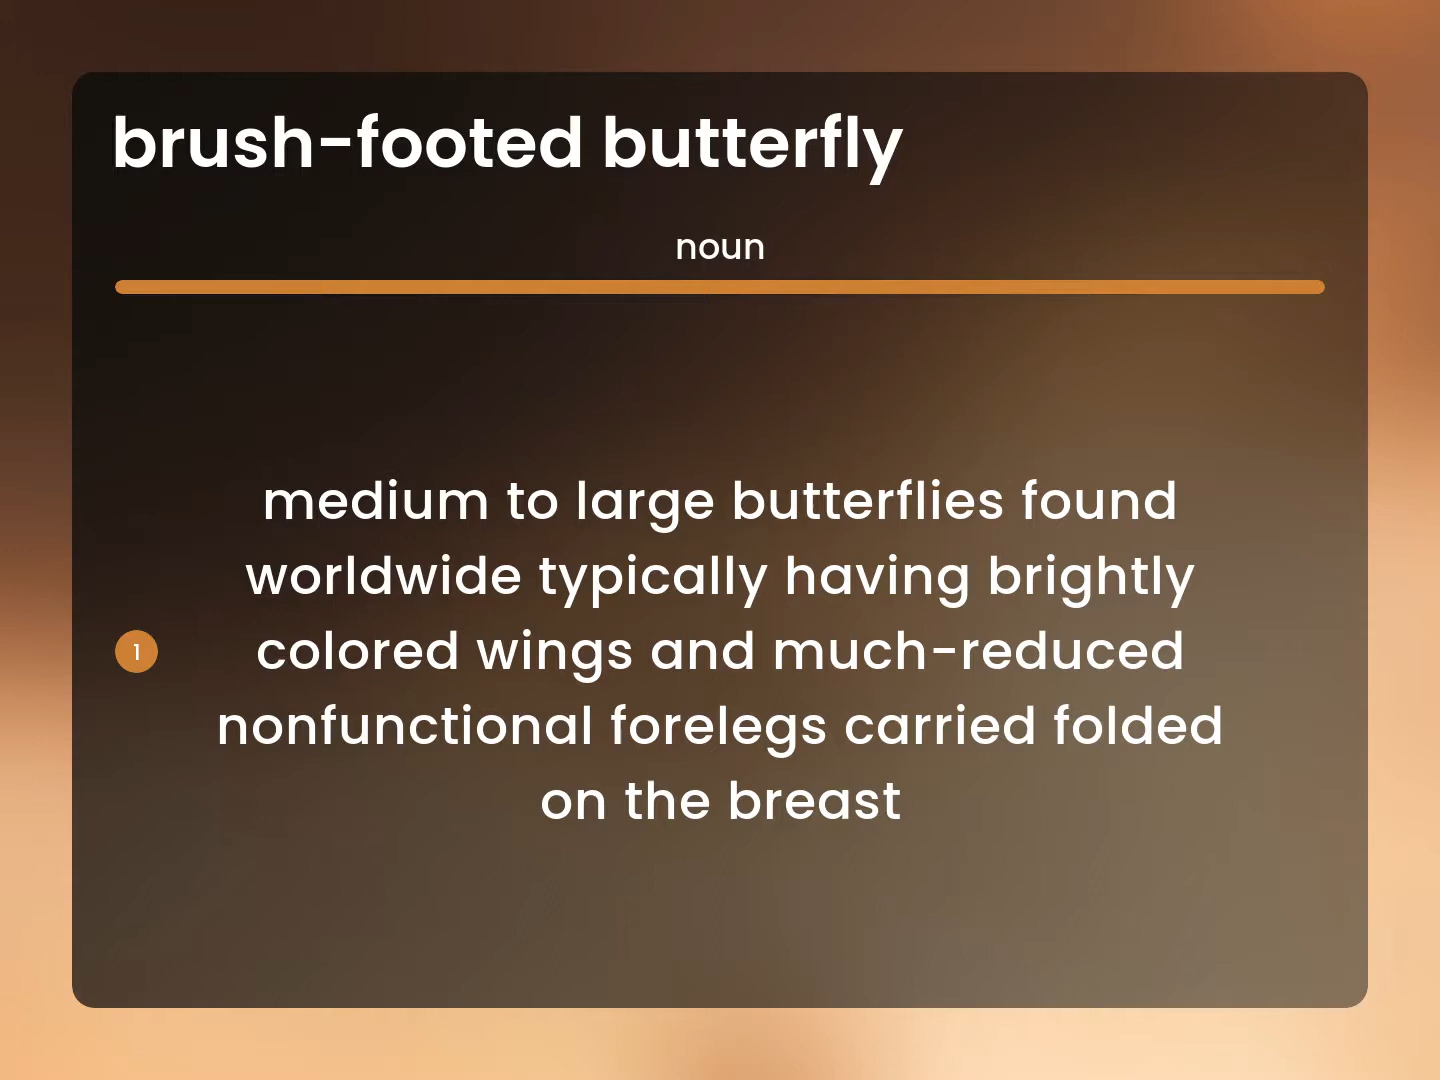 brush-footed butterfly
noun
medium to large butterflies found
worldwide typically having brightly
1 colored wings and much-reduced
nonfunctional forelegs carried folded
on the breast